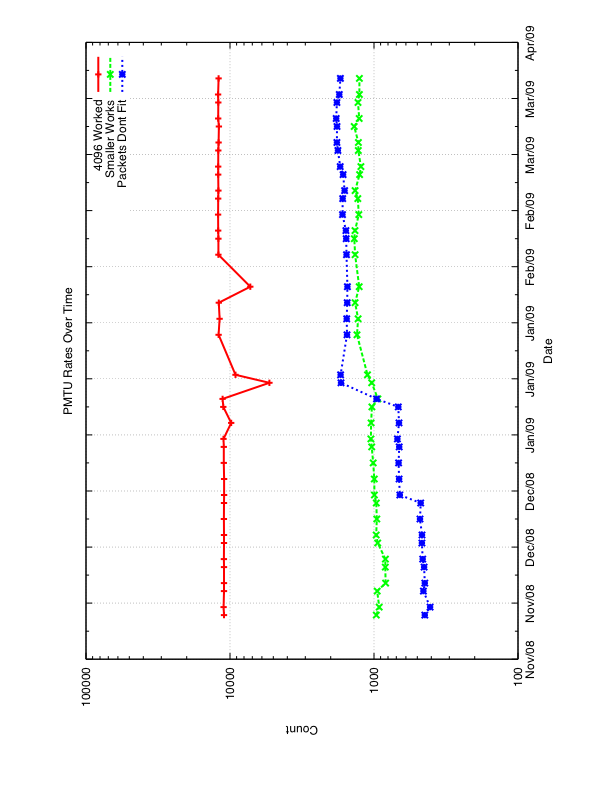 PMTU Rates Over Time
4096 Worked
Smaller Works
Packets Dont Fit
100000
10000
1000
100
Count
Nov/08
Nov/08
Dec/08
Dec/08
Jan/09
Jan/09
Jan/09
Feb/09
Feb/09
Mar/09
Mar/09
Apr/09
Date